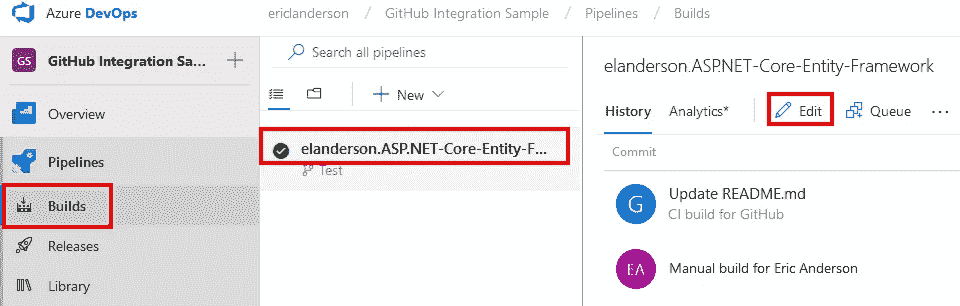 Azure DevOps
ericlanderson / GitHub Integration Sample / Pipelines / Builds
GS GitHub Integration Sa...
Overview
Pipelines
Builds
Releases
Library
Search all pipelines
New
elanderson.ASP.NET-Core-Entity-F...
Test
elanderson.ASP.NET-Core-Entity-Framework
History Analytics* Edit Queue ...
Commit
G Update README.md
CI build for GitHub
EA Manual build for Eric Anderson